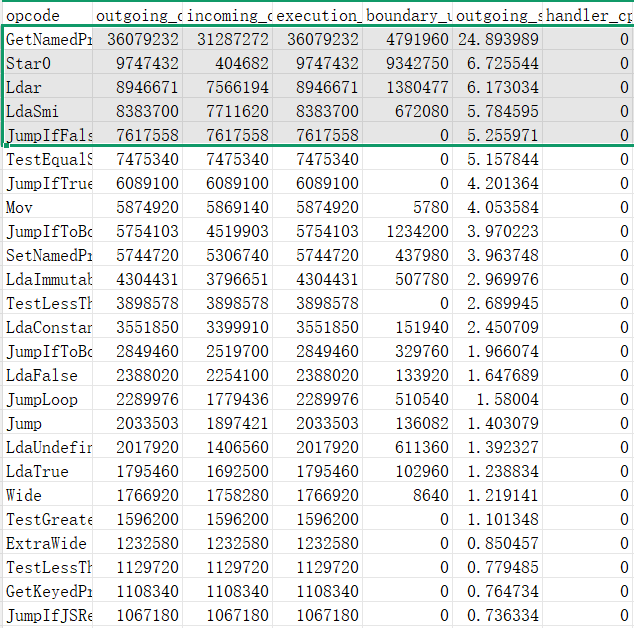 opcode outgoing_c incoming_c execution_ boundary_u outgoing_s handler_cp
GetNamedPr 36079232 31287272 36079232 4791960 24.893989 0
Star0 9747432 404682 9747432 9342750 6.725544 0
Ldar 8946671 7566194 8946671 1380477 6.173034 0
LdaSmi 8383700 7711620 8383700 672080 5.784595 0
JumpIfFals 7617558 7617558 7617558 0 5.255971 0
TestEqualS 7475340 7475340 7475340 0 5.157844 0
JumpIfTrue 6089100 6089100 6089100 0 4.201364 0
Mov 5874920 5869140 5874920 5780 4.053584 0
JumpIfToBo 5754103 4519903 5754103 1234200 3.970223 0
SetNamedPr 5744720 5306740 5744720 437980 3.963748 0
LdaImmutab 4304431 3796651 4304431 507780 2.969976 0
TestLessTh 3898578 3898578 3898578 0 2.689945 0
LdaConstan 3551850 3399910 3551850 151940 2.450709 0
JumpIfToBo 2849460 2519700 2849460 329760 1.966074 0
LdaFalse 2388020 2254100 2388020 133920 1.647689 0
JumpLoop 2289976 1779436 2289976 510540 1.58004 0
Jump 2033503 1897421 2033503 136082 1.403079 0
LdaUndefin 2017920 1406560 2017920 611360 1.392327 0
LdaTrue 1795460 1692500 1795460 102960 1.238834 0
Wide 1766920 1758280 1766920 8640 1.219141 0
TestGreate 1596200 1596200 1596200 0 1.101348 0
ExtraWide 1232580 1232580 1232580 0 0.850457 0
TestLessTh 1129720 1129720 1129720 0 0.779485 0
GetKeyedPr 1108340 1108340 1108340 0 0.764734 0
JumpIfJSRe 1067180 1067180 1067180 0 0.736334 0